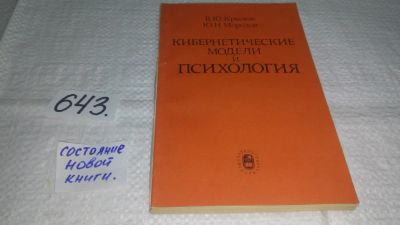 В.Ю.Крылов
Ю.И.Морозов
КИБЕРНЕТИЧЕСКИЕ
МОДЕЛИ
И
ПСИХОЛОГИЯ
643.
состояние
новой
книги.